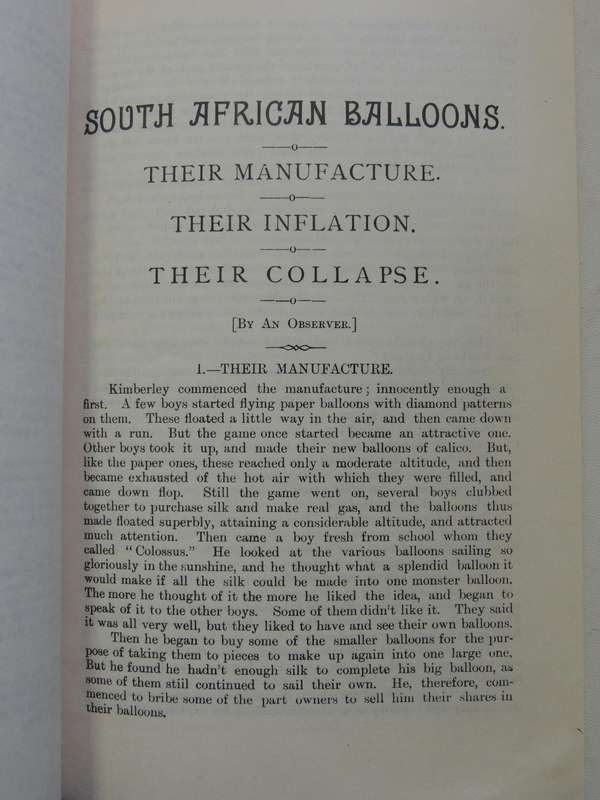 SOUTH AFRICAN BALLOONS.
THEIR MANUFACTURE.
THEIR INFLATION.
THEIR COLLAPSE.
[By An Observer.]
1.—THEIR MANUFACTURE.
Kimberley commenced the manufacture; innocently enough a
first. A few boys started flying paper balloons with diamond patterns
on them. These floated a little way in the air, and then came down
with a run. But the game once started became an attractive one.
Other boys took it up, and made their new balloons of calico. But,
like the paper ones, these reached only a moderate altitude, and then
became exhausted of the hot air with which they were filled, and
came down flop. Still the game went on, several boys clubbed
together to purchase silk and make real gas, and the balloons thus
made floated superbly, attaining a considerable altitude, and attracted
much attention. Then came a boy fresh from school whom they
called "Colossus." He looked at the various balloons sailing so
gloriously in the sunshine, and he thought what a splendid balloon it
would make if all the silk could be made into one monster balloon.
The more he thought of it the more he liked the idea, and began to
speak of it to the other boys. Some of them didn't like it. They said
it was all very well, but they liked to have and see their own balloons.
Then he began to buy some of the smaller balloons for the pur-
pose of taking them to pieces to make up again into one large one.
But he found he hadn't enough silk to complete his big balloon, as
some of them still continued to sail their own. He, therefore, com-
menced to bribe some of the part owners to sell him their shares in
their balloons.